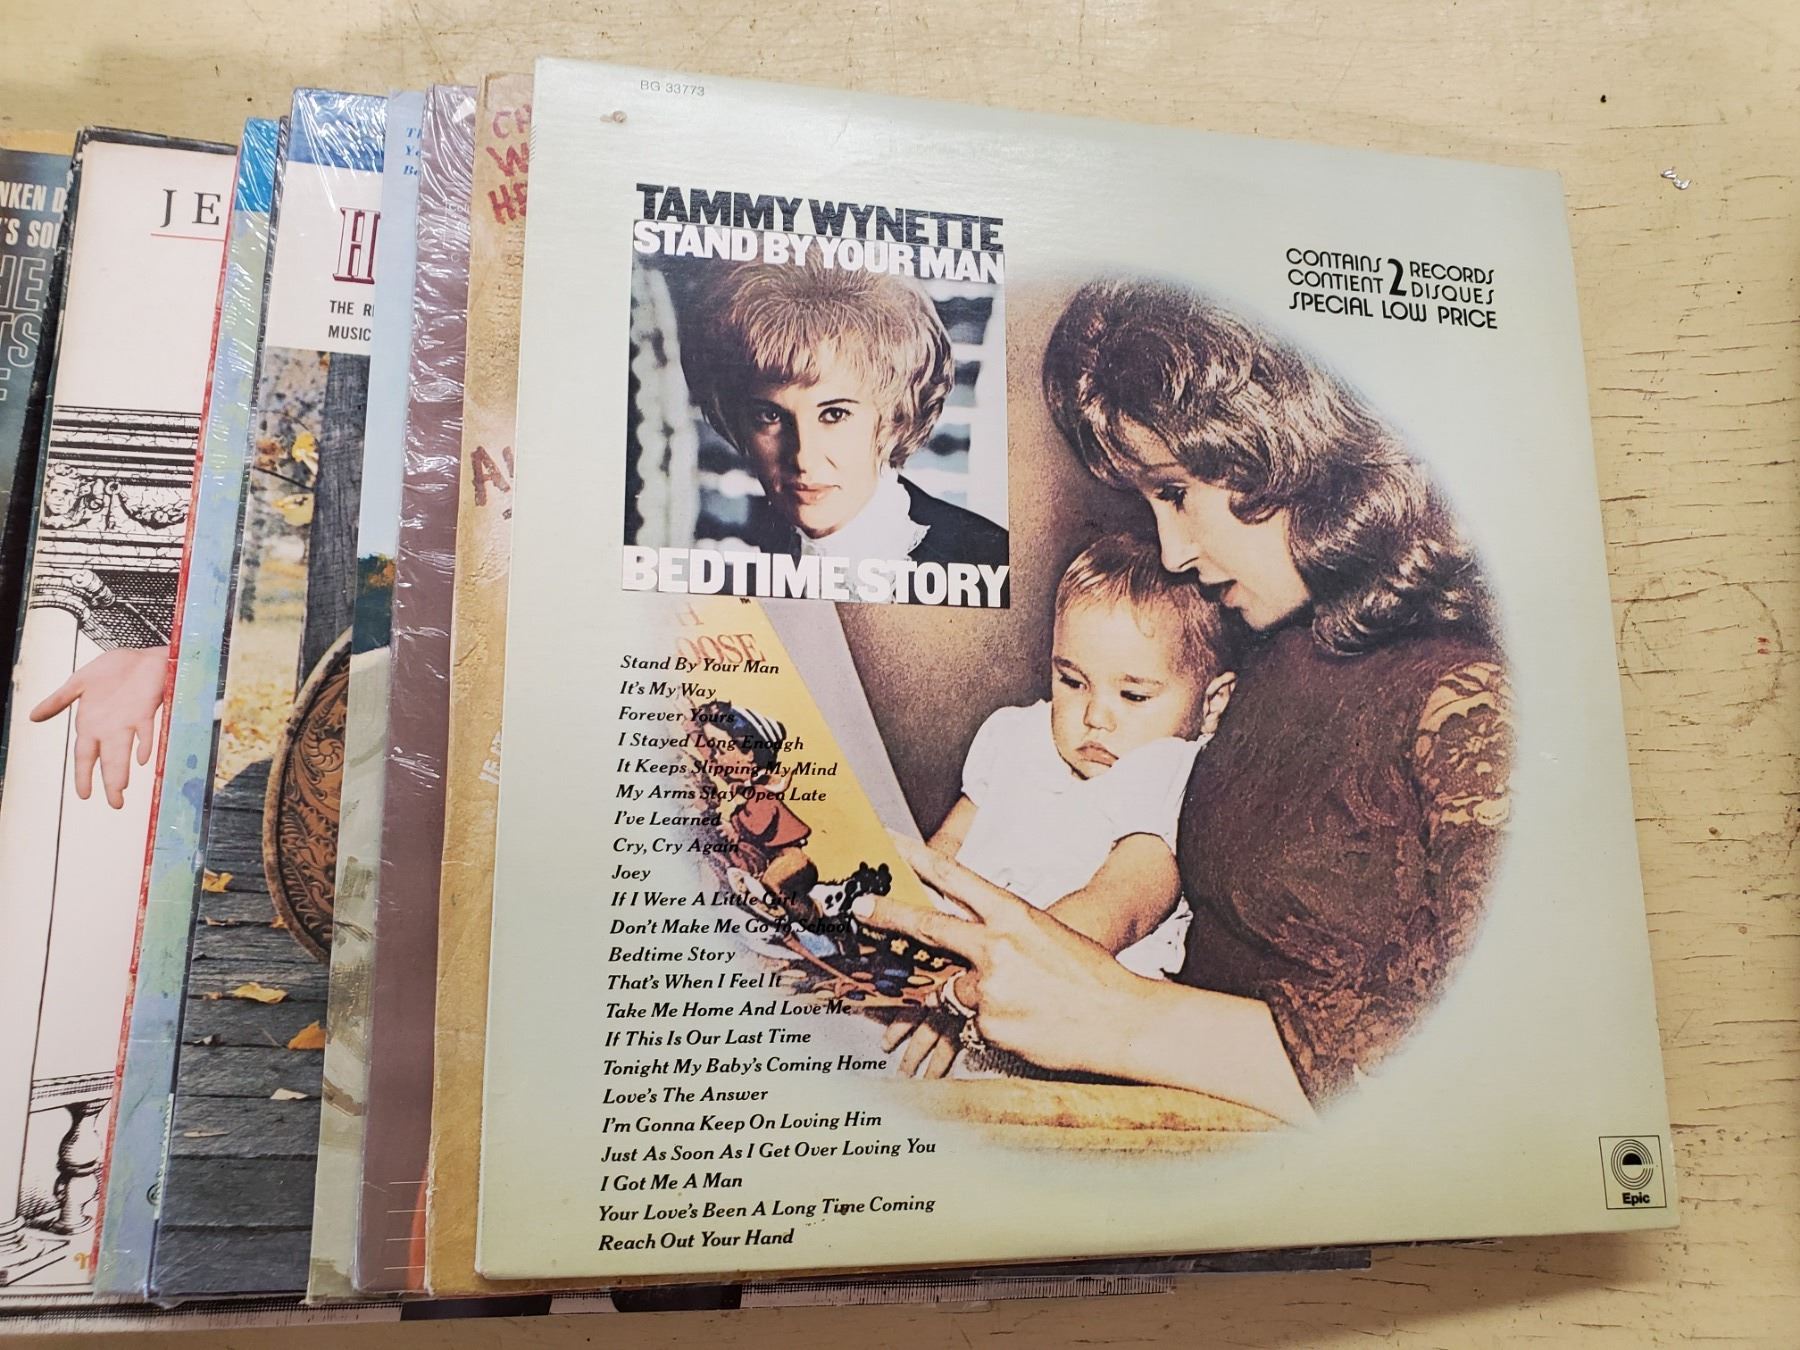 BG 33773
TAMMY WYNETTE
STAND BY YOUR MAN
BEDTIME STORY
CONTAINS 2 RECORDS
CONTIENT 2 DISQUES
SPECIAL LOW PRICE
Stand By Your Man
It's My Way
Forever Yours
I Stayed Long Enough
It Keeps Slipping My Mind
My Arms Stay Open Late
I've Learned
Cry, Cry Again
Joey
If I Were A Little Girl
Don't Make Me Go To School
Bedtime Story
That's When I Feel It
Take Me Home And Love Me
If This Is Our Last Time
Tonight My Baby's Coming Home
Love's The Answer
I'm Gonna Keep On Loving Him
Just As Soon As I Get Over Loving You
I Got Me A Man
Your Love's Been A Long Time Coming
Reach Out Your Hand
Epic
JE
H
THE
MUSIC